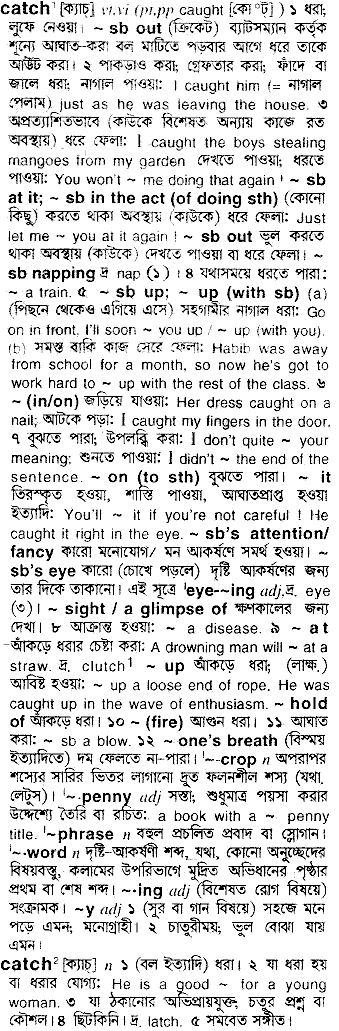 catch¹ [ক্যাচ্] vt,vi (pt,pp caught [কোːট্]) ১ ধরা;
লুফে নেওয়া। ~ sb out (ক্রিকেট) ব্যাটসম্যান কর্তৃক
শূন্যে আঘাত-করা বল মাটিতে পড়বার আগে ধরে তাকে
আউট করা। ২ পাকড়াও করা; গ্রেফতার করা; ফাঁদে বা
জালে ধরা; নাগাল পাওয়া: I caught him (= নাগাল
পেলাম) just as he was leaving the house. ৩
অপ্রত্যাশিতভাবে (কাউকে বিশেষত অন্যায় কাজে রত
অবস্থায়) ধরে ফেলা: I caught the boys stealing
mangoes from my garden দেখতে পাওয়া; ধরতে
পাওয়া: You won't ~ me doing that again! ~ sb
at it; ~ sb in the act (of doing sth) (কোনো
কিছু) করতে থাকা অবস্থায় (কাউকে) ধরে ফেলা: Just
let me ~ you at it again! ~ sb out ভুল করতে
থাকা অবস্থায় (কাউকে) দেখতে পাওয়া বা ধরে ফেলা। ~
sb napping দ্র nap (১)। ৪ যথাসময়ে ধরতে পারা:
~ a train. ৫ ~ sb up; ~ up (with sb) (a)
(পিছনে থেকেও এগিয়ে এসে) সহগামীর নাগাল ধরা: Go
on in front, I'll soon ~ you up / ~ up (with you).
(b) সমস্ত বাকি কাজ সেরে ফেলা: Habib was away
from school for a month, so now he's got to
work hard to ~ up with the rest of the class. ৬
~ (in/on) জড়িয়ে যাওয়া: Her dress caught on a
nail; আটকে পড়া: I caught my fingers in the door.
৭ বুঝতে পারা; উপলব্ধি করা: I don't quite ~ your
meaning; শুনতে পাওয়া: I didn't ~ the end of the
sentence. ~ on (to sth) বুঝতে পারা। ~ it
তিরস্কৃত হওয়া, শাস্তি পাওয়া, আঘাতপ্রাপ্ত হওয়া
ইত্যাদি: You'll ~ it if you're not careful! He
caught it right in the eye. ~ sb's attention/
fancy কারো মনোযোগ/ মন আকর্ষণে সমর্থ হওয়া। ~
sb's eye কারো (চোখে পড়লে) দৃষ্টি আকর্ষণের জন্য
তার দিকে তাকানো। এই সূত্রে ˈeye-~ing adj.দ্র. eye
(৩)। ~ sight / a glimpse of ক্ষণকালের জন্য
দেখা। ৮ আক্রান্ত হওয়া: ~ a disease. ৯ ~ at
আঁকড়ে ধরার চেষ্টা করা: A drowning man will ~ at a
straw. দ্র. clutch¹ ~ up আঁকড়ে ধরা; (লাক্ষ.)
আবিষ্ট হওয়া: ~ up a loose end of rope. He was
caught up in the wave of enthusiasm. ~ hold
of আঁকড়ে ধরা। ১০ ~ (fire) আগুন ধরা। ১১ আঘাত
করা: ~ sb a blow. ১২ ~ one's breath (বিস্ময়
ইত্যাদিতে) দম ফেলতে না-পারা। ˈ~-crop n অপরাপর
শস্যের সারির ভিতর লাগানো দ্রুত ফলনশীল শস্য (যথা,
লেটুস)। ˈ~-penny adj সস্তা; শুধুমাত্র পয়সা করার
উদ্দেশ্যে তৈরি বা রচিত: a book with a ~ penny
title. ˈ~phrase n বহুল প্রচলিত প্রবাদ বা স্লোগান।
ˈ~-word n দৃষ্টি-আকর্ষণী শব্দ, যথা, কোনো অনুচ্ছেদের
বিষয়বস্তু, কলামের উপরিভাগে মুদ্রিত অভিধানের পৃষ্ঠার
প্রথম বা শেষ শব্দ। ~-ing adj (বিশেষত রোগ বিষয়ে)
সংক্রামক। ~y adj ১ (সুর বা গান বিষয়ে) সহজে মনে
পড়ে এমন; মনোগ্রাহী। ২ চাতুরীময়; ভুল বোঝা যায়
এমন।
catch² [ক্যাচ্] n ১ (বল ইত্যাদি) ধরা। ২ যা ধরা হয়
বা ধরার যোগ্য: He is a good ~ for a young
woman. ৩ যা ঠকানোর অভিপ্রায়যুক্ত; চতুর প্রশ্ন বা
কৌশল। ৪ ছিটকিনি। দ্র. latch. ৫ সমবেত সঙ্গীত।